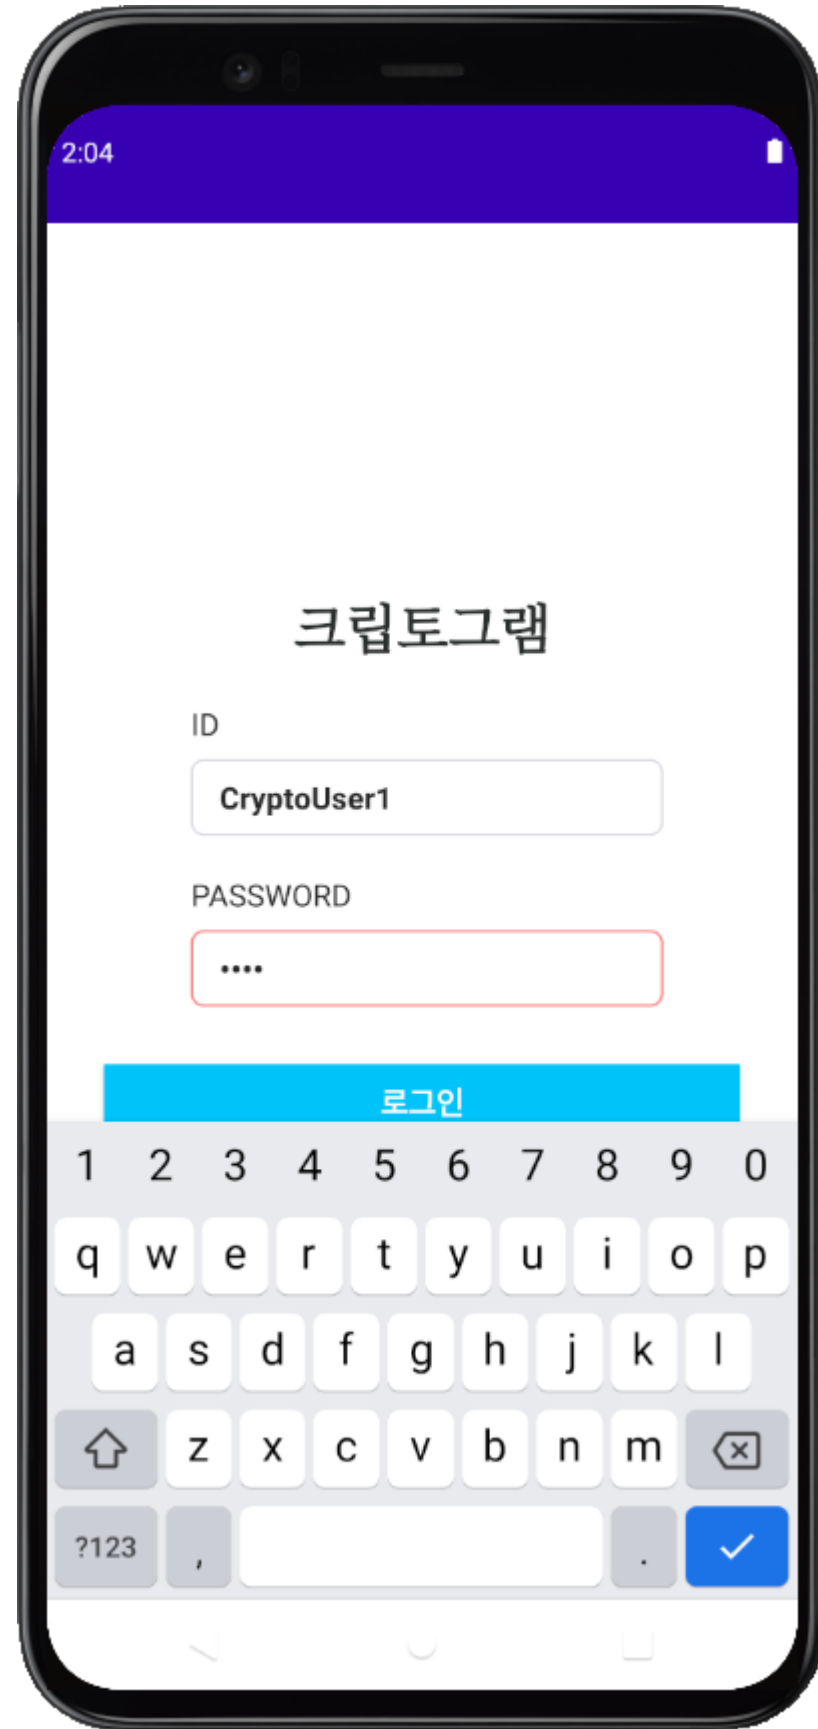 2:04
크립토그램
ID
CryptoUser1
PASSWORD
••••
로그인
1 2 3 4 5 6 7 8 9 0
q w e r t y u i o p
a s d f g h j k l
z x c v b n m
?123 , .